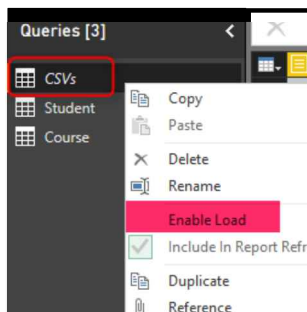 Queries [3]
CSVs
Student
Course
Copy
Paste
Delete
Rename
Enable Load
Include In Report Refr
Duplicate
Reference